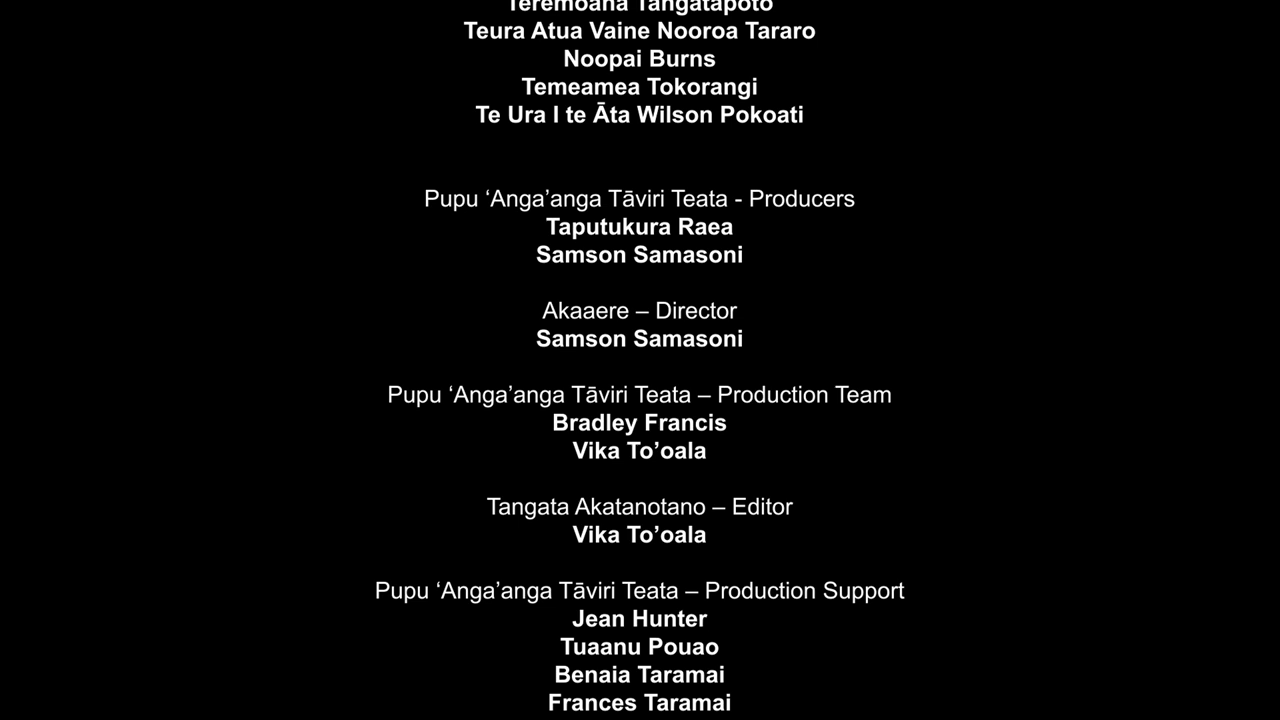 Teremoana Tangatapoto
Teura Atua Vaine Nooroa Tararo
Noopai Burns
Temeamea Tokorangi
Te Ura I te Āta Wilson Pokoati
Pupu ‘Anga’anga Tāviri Teata - Producers
Taputukura Raea
Samson Samasoni
Akaaere – Director
Samson Samasoni
Pupu ‘Anga’anga Tāviri Teata – Production Team
Bradley Francis
Vika To’oala
Tangata Akatanotano – Editor
Vika To’oala
Pupu ‘Anga’anga Tāviri Teata – Production Support
Jean Hunter
Tuaanu Pouao
Benaia Taramai
Frances Taramai